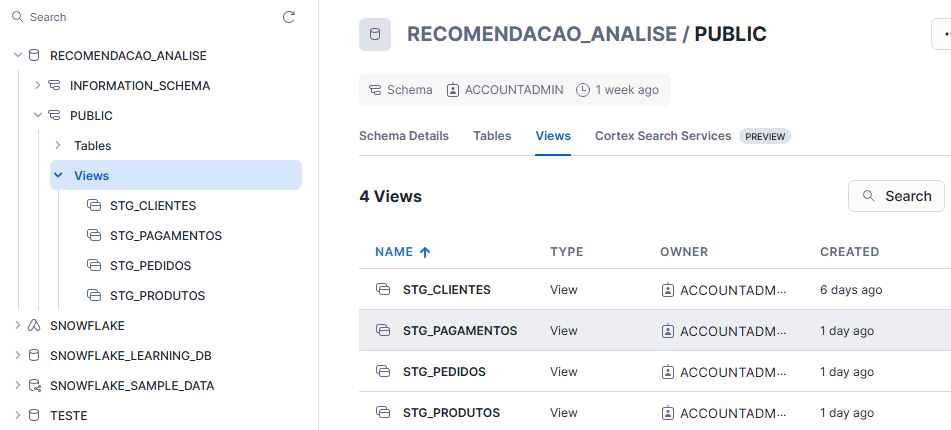 Search
RECOMENDACAO_ANALISE
INFORMATION_SCHEMA
PUBLIC
Tables
Views
STG_CLIENTES
STG_PAGAMENTOS
STG_PEDIDOS
STG_PRODUTOS
SNOWFLAKE
SNOWFLAKE_LEARNING_DB
SNOWFLAKE_SAMPLE_DATA
TESTE
RECOMENDACAO_ANALISE / PUBLIC
Schema ACCOUNTADMIN 1 week ago
Schema Details Tables Views Cortex Search Services PREVIEW
4 Views Search
NAME TYPE OWNER CREATED
STG_CLIENTES View ACCOUNTADM... 6 days ago
STG_PAGAMENTOS View ACCOUNTADM... 1 day ago
STG_PEDIDOS View ACCOUNTADM... 1 day ago
STG_PRODUTOS View ACCOUNTADM... 1 day ago